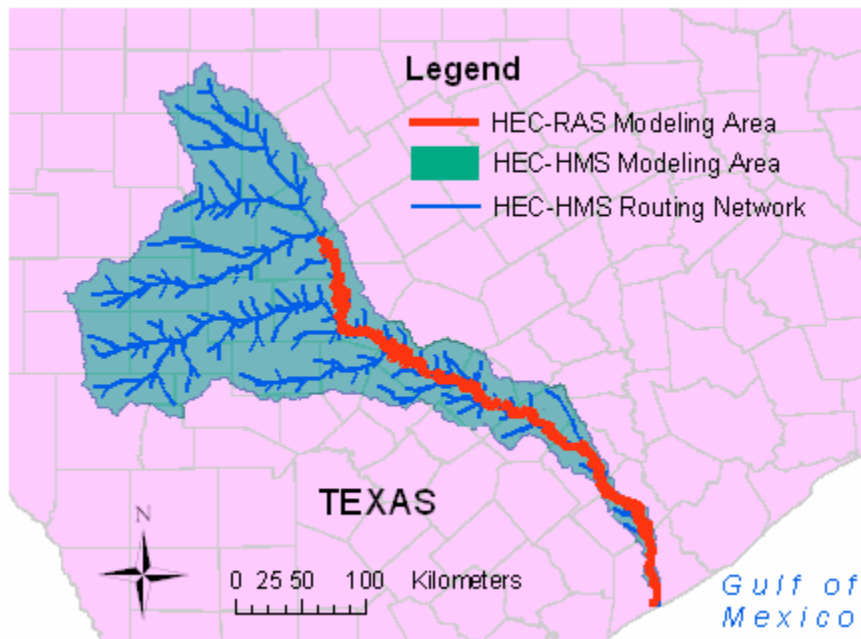 Legend
HEC-RAS Modeling Area
HEC-HMS Modeling Area
HEC-HMS Routing Network
TEXAS
N
0 25 50 100 Kilometers
Gulf of
Mexico